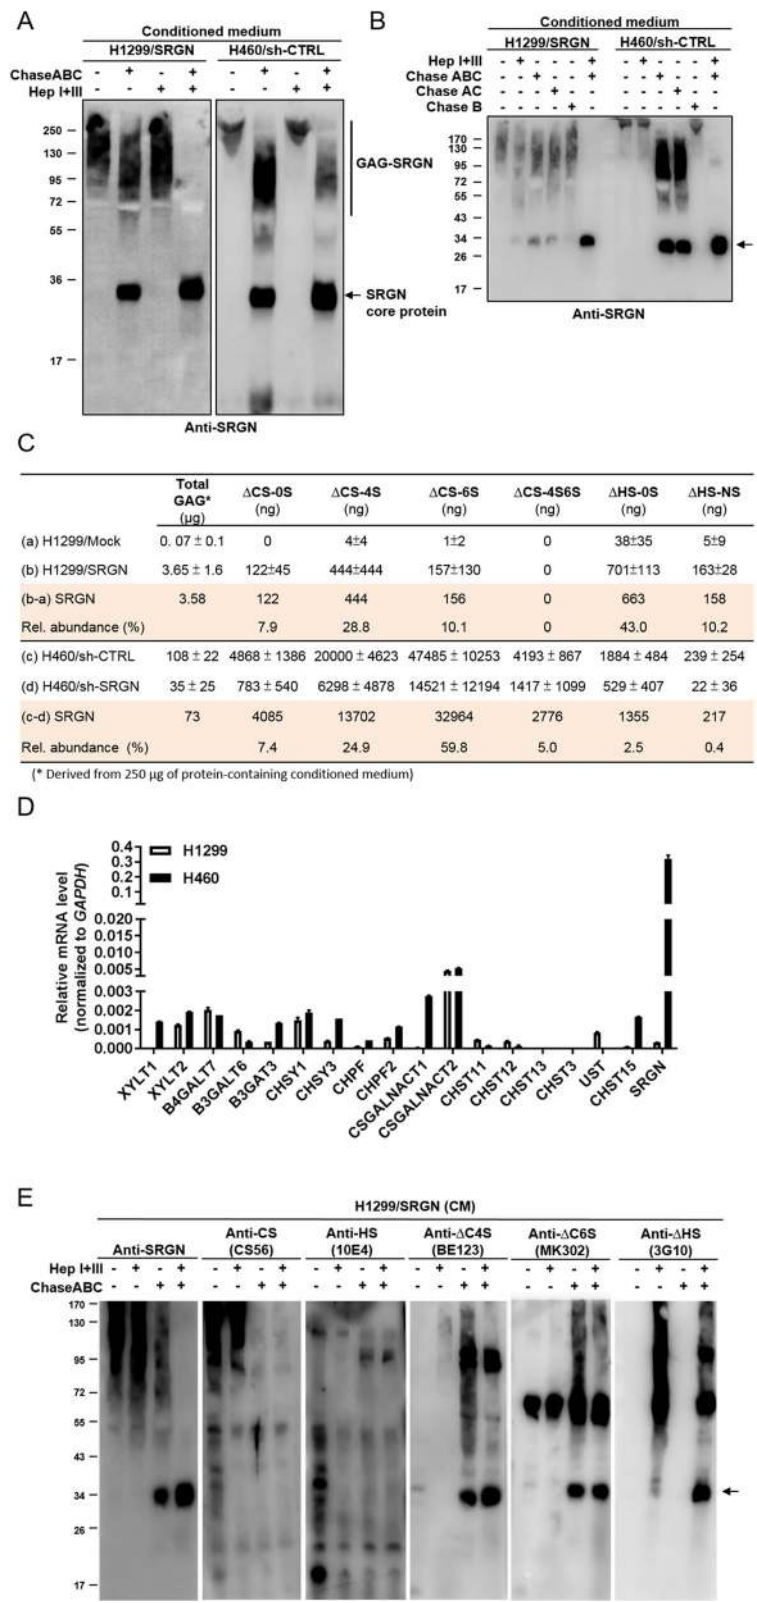 A
Conditioned medium
H1299/SRGN H460/sh-CTRL
ChaseABC - + - + - + - +
Hep I+III - - + + - - + +
250
130
95
72
55
36
17
GAG-SRGN
SRGN
core protein
Anti-SRGN
B
Conditioned medium
H1299/SRGN H460/sh-CTRL
Hep I+III - + - - - + - + - - - +
Chase ABC - - + - - + - - + - - +
Chase AC - - - + - - - - - + - -
Chase B - - - - + - - - - - + -
170
130
95
72
55
43
34
26
17
Anti-SRGN
C
Total GAG* (µg) ΔCS-0S (ng) ΔCS-4S (ng) ΔCS-6S (ng) ΔCS-4S6S (ng) ΔHS-0S (ng) ΔHS-NS (ng)
(a) H1299/Mock 0. 07 ± 0.1 0 4±4 1±2 0 38±35 5±9
(b) H1299/SRGN 3.65 ± 1.6 122±45 444±444 157±130 0 701±113 163±28
(b-a) SRGN 3.58 122 444 156 0 663 158
Rel. abundance (%) 7.9 28.8 10.1 0 43.0 10.2
(c) H460/sh-CTRL 108 ± 22 4868 ± 1386 20000 ± 4623 47485 ± 10253 4193 ± 867 1884 ± 484 239 ± 254
(d) H460/sh-SRGN 35 ± 25 783 ± 540 6298 ± 4878 14521 ± 12194 1417 ± 1099 529 ± 407 22 ± 36
(c-d) SRGN 73 4085 13702 32964 2776 1355 217
Rel. abundance (%) 7.4 24.9 59.8 5.0 2.5 0.4
(* Derived from 250 µg of protein-containing conditioned medium)
D
Relative mRNA level
(normalized to GAPDH)
0.4
0.3
0.2
0.1
0.020
0.015
0.010
0.005
0.003
0.002
0.001
0.000
H1299
H460
XYLT1 XYLT2 B4GALT7 B3GALT6 B3GAT3 CHSY1 CHSY3 CHPF CHPF2 CSGALNACT1 CSGALNACT2 CHST11 CHST12 CHST13 CHST3 UST CHST15 SRGN
E
H1299/SRGN (CM)
Anti-SRGN Anti-CS (CS56) Anti-HS (10E4) Anti-ΔC4S (BE123) Anti-ΔC6S (MK302) Anti-ΔHS (3G10)
Hep I+III - + - + - + - + - + - + - + - + - + - + - + - +
ChaseABC - - + + - - + + - - + + - - + + - - + + - - + +
170
130
95
72
55
43
34
26
17